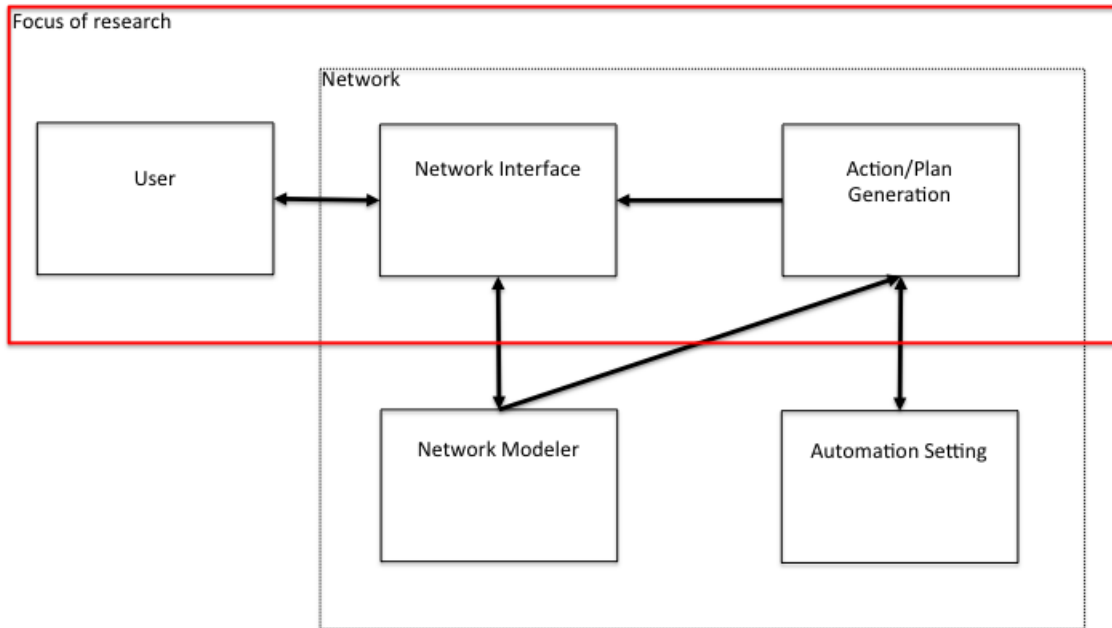 Focus of research
Network
User
Network Interface
Action/Plan
Generation
Network Modeler
Automation Setting